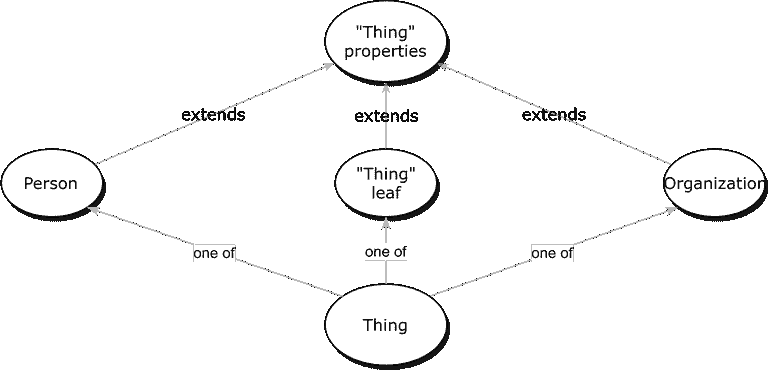 "Thing"
properties
extends
extends
extends
Person
"Thing"
leaf
Organization
one of
one of
one of
Thing